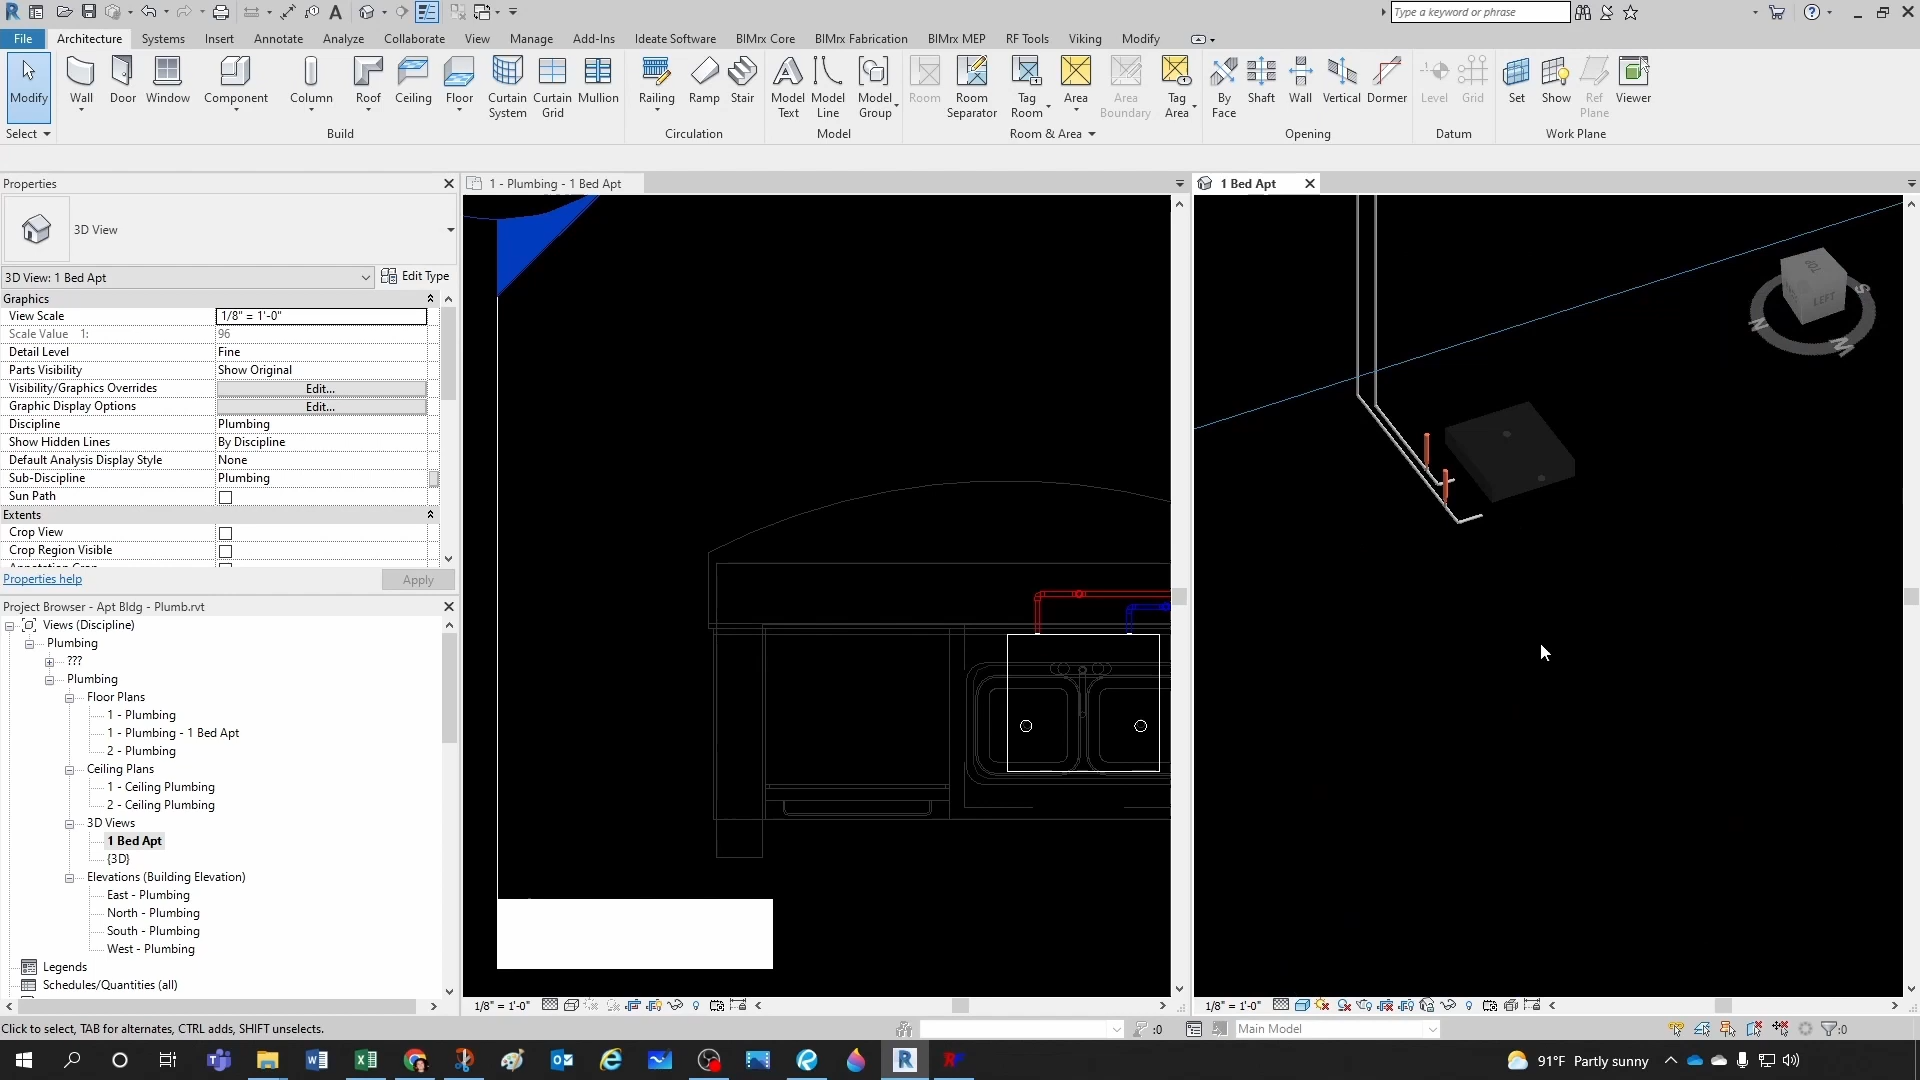 Type a keyword or phrase
File Architecture Systems Insert Annotate Analyze Collaborate View Manage Add-Ins Ideate Software BIMrx Core BIMrx Fabrication BIMrx MEP RF Tools Viking Modify
Modify Wall Door Window Component Column Roof Ceiling Floor Curtain System Curtain Grid Mullion Railing Ramp Stair Model Text Model Line Model Group Room Room Separator Tag Room Area Area Boundary Tag Area By Face Shaft Wall Vertical Dormer Level Grid Set Show Ref Plane Viewer
Select Build Circulation Model Room & Area Opening Datum Work Plane
Properties
1 - Plumbing - 1 Bed Apt
1 Bed Apt
3D View
3D View: 1 Bed Apt Edit Type
Graphics
View Scale 1/8" = 1'-0"
Scale Value 1: 96
Detail Level Fine
Parts Visibility Show Original
Visibility/Graphics Overrides Edit...
Graphic Display Options Edit...
Discipline Plumbing
Show Hidden Lines By Discipline
Default Analysis Display Style None
Sub-Discipline Plumbing
Sun Path
Extents
Crop View
Crop Region Visible
Properties help Apply
Project Browser - Apt Bldg - Plumb.rvt
Views (Discipline)
Plumbing
???
Plumbing
Floor Plans
1 - Plumbing
1 - Plumbing - 1 Bed Apt
2 - Plumbing
Ceiling Plans
1 - Ceiling Plumbing
2 - Ceiling Plumbing
3D Views
1 Bed Apt
{3D}
Elevations (Building Elevation)
East - Plumbing
North - Plumbing
South - Plumbing
West - Plumbing
Legends
Schedules/Quantities (all)
TOP
LEFT
S
N
W
1/8" = 1'-0"
1/8" = 1'-0"
Click to select, TAB for alternates, CTRL adds, SHIFT unselects.
:0
Main Model
:0
91°F Partly sunny